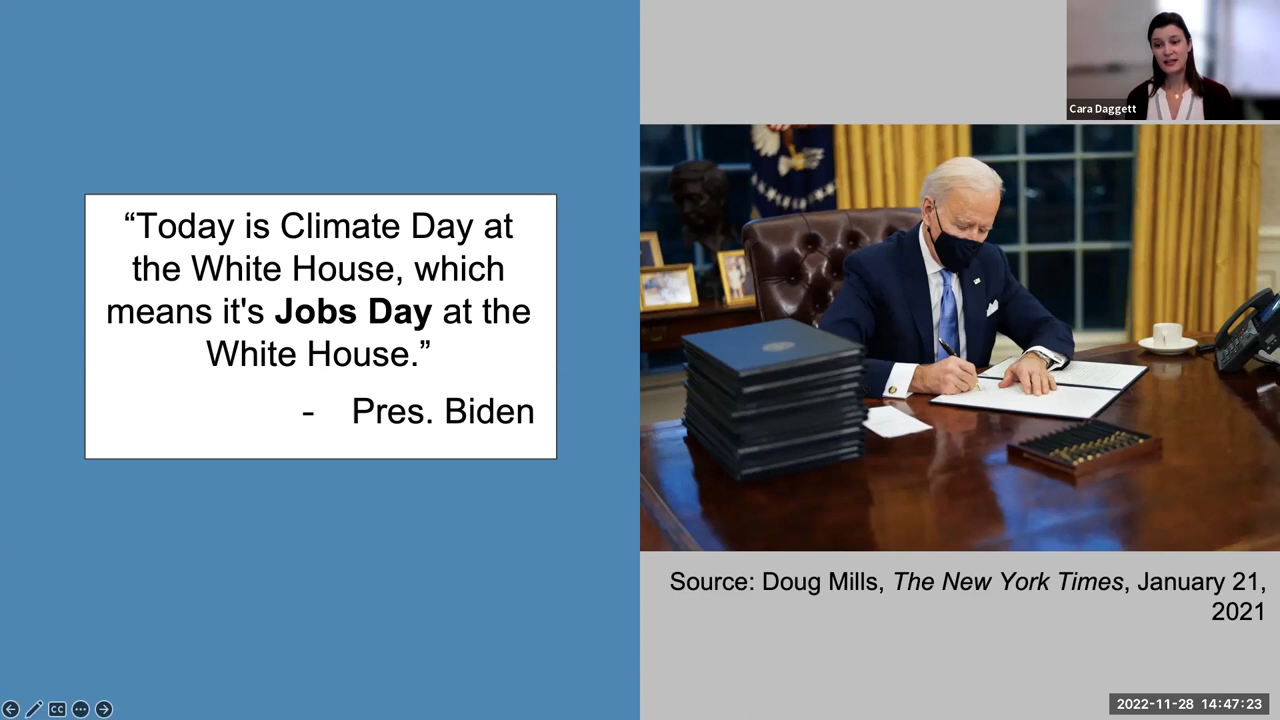 “Today is Climate Day at
the White House, which
means it's Jobs Day at the
White House.”
- Pres. Biden
Cara Daggett
Source: Doug Mills, The New York Times, January 21,
2021
CC
2022-11-28 14:47:23